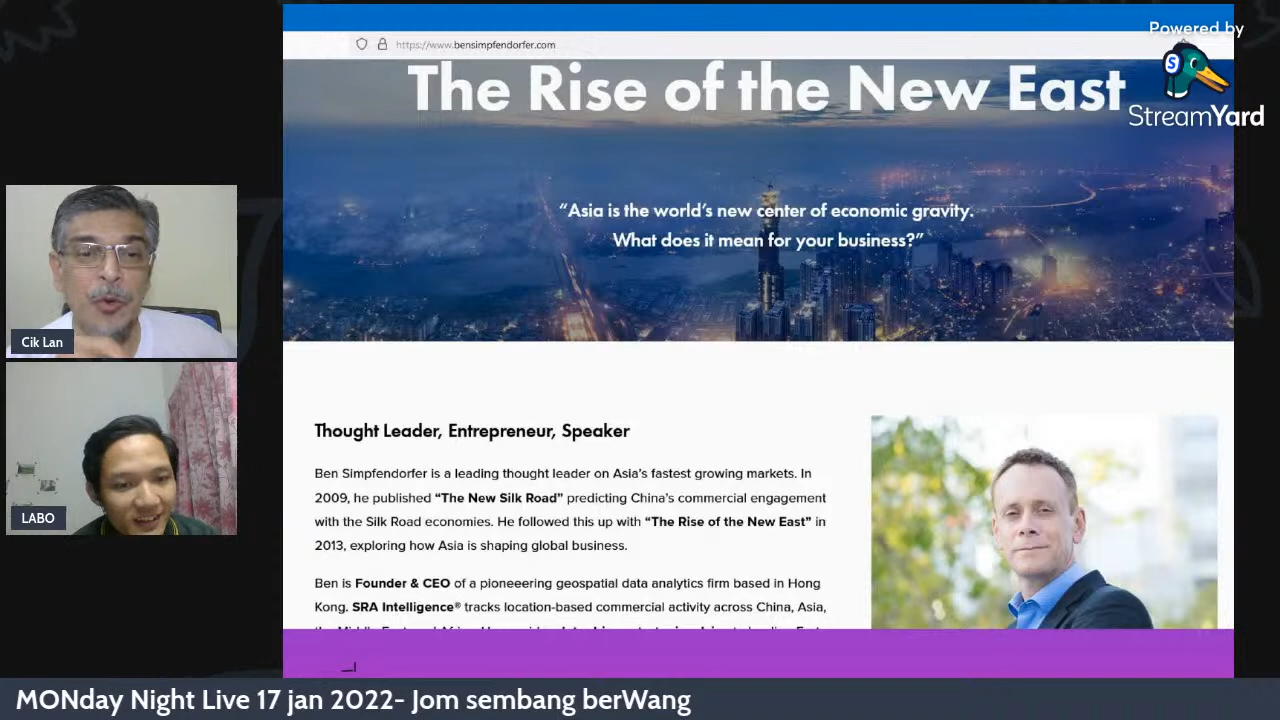 https://www.bensimpfendorfer.com
Powered by
StreamYard
The Rise of the New East
“Asia is the world’s new center of economic gravity.
What does it mean for your business?”
Cik Lan
LABO
Thought Leader, Entrepreneur, Speaker
Ben Simpfendorfer is a leading thought leader on Asia’s fastest growing markets. In
2009, he published “The New Silk Road” predicting China’s commercial engagement
with the Silk Road economies. He followed this up with “The Rise of the New East” in
2013, exploring how Asia is shaping global business.
Ben is Founder & CEO of a pioneeering geospatial data analytics firm based in Hong
Kong. SRA Intelligence® tracks location-based commercial activity across China, Asia,
MONday Night Live 17 jan 2022- Jom sembang berWang